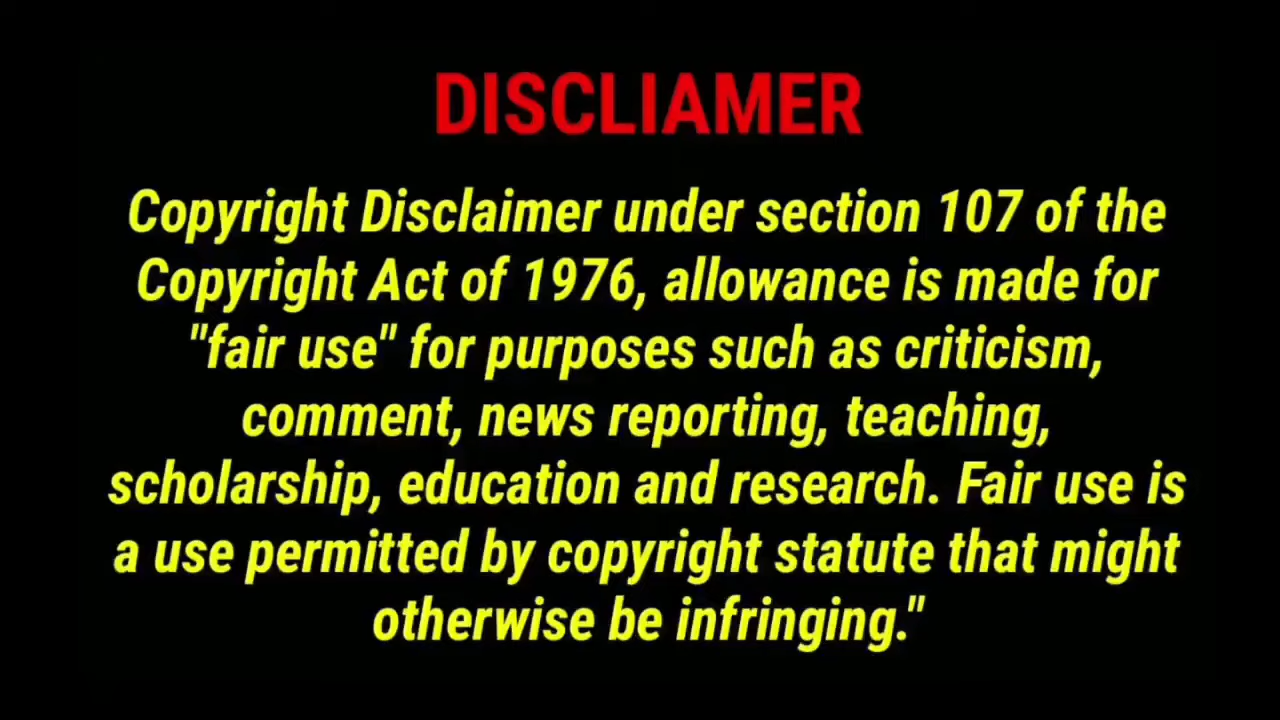 DISCLIAMER
Copyright Disclaimer under section 107 of the
Copyright Act of 1976, allowance is made for
"fair use" for purposes such as criticism,
comment, news reporting, teaching,
scholarship, education and research. Fair use is
a use permitted by copyright statute that might
otherwise be infringing."